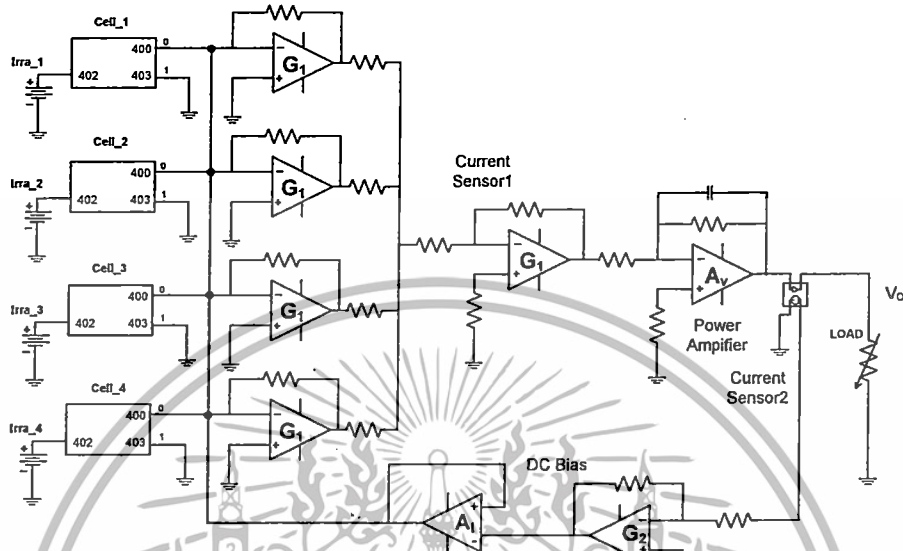 Cell_1
Irra_1
400
0
402
403
1
+
-
G1
Cell_2
Irra_2
400
0
402
403
1
+
-
G1
Cell_3
Irra_3
400
0
402
403
1
+
-
G1
Cell_4
Irra_4
400
0
402
403
1
+
-
G1
Current
Sensor1
G1
Av
Power
Ampifier
Current
Sensor2
LOAD
DC Bias
G2